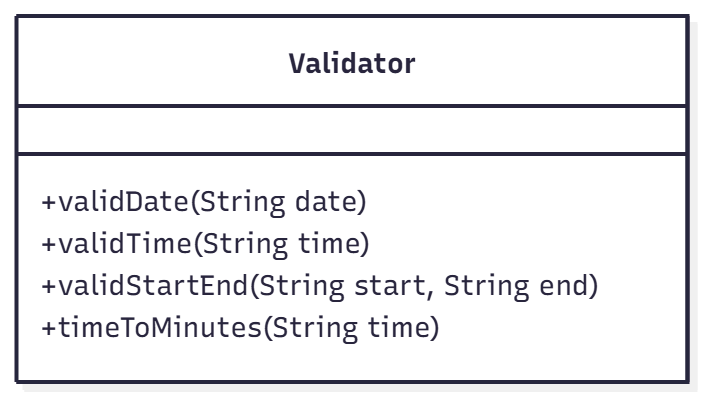 Validator
+validDate(String date)
+validTime(String time)
+validStartEnd(String start, String end)
+timeToMinutes(String time)